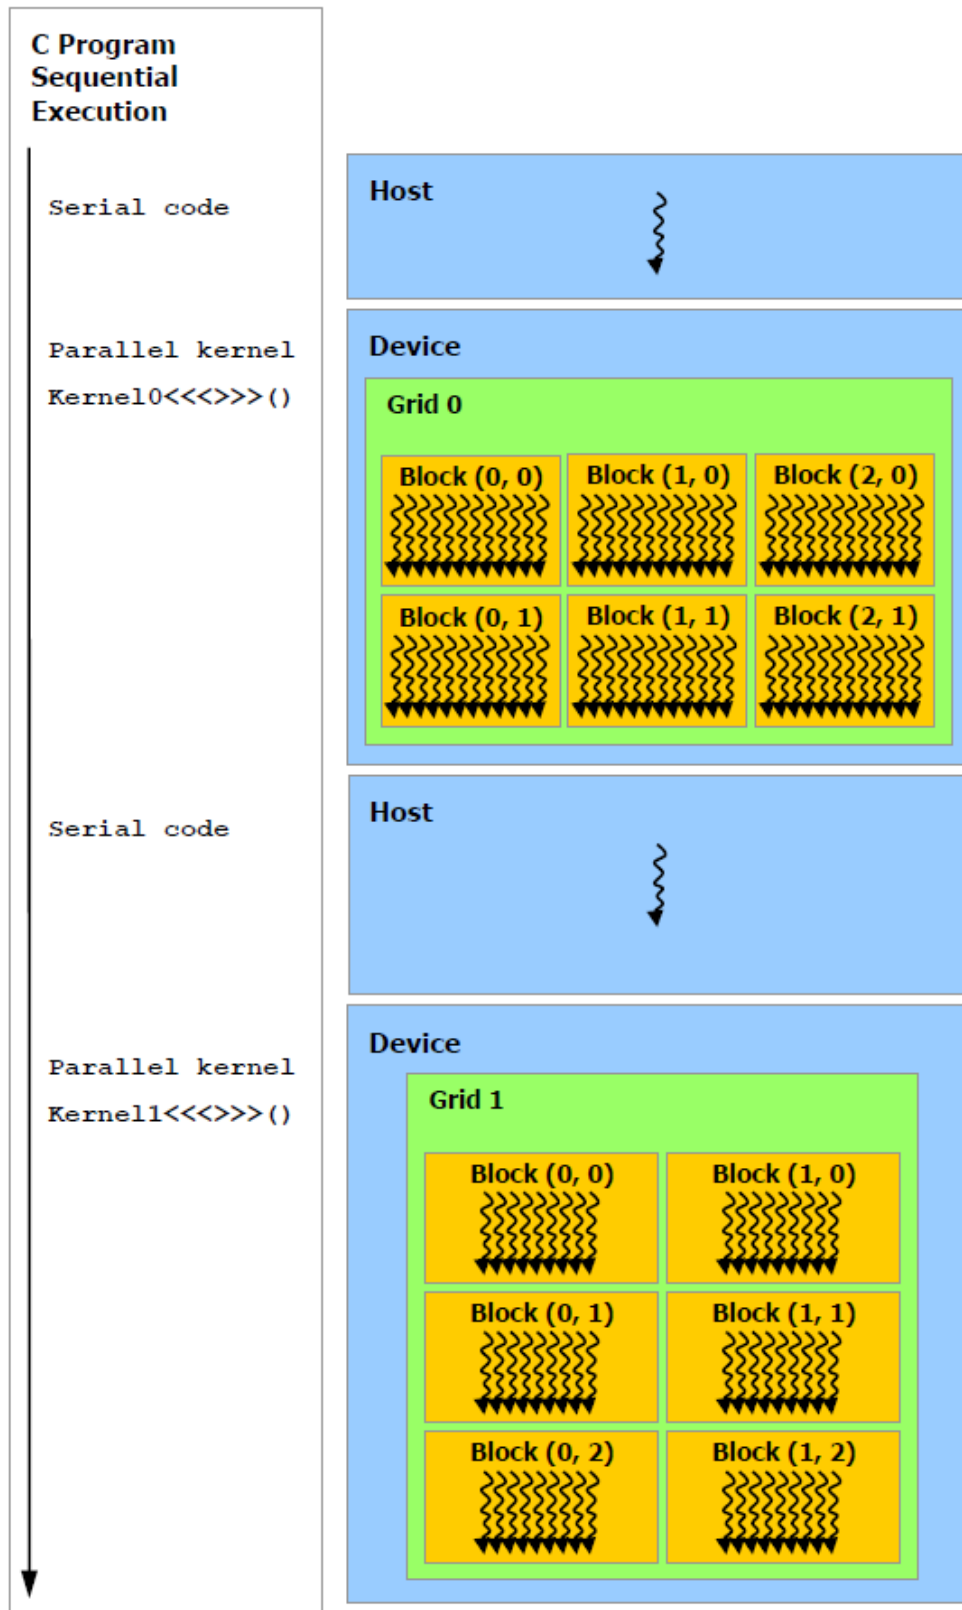 C Program
Sequential
Execution
Serial code
Host
Parallel kernel
Kernel0<<<>>>()
Device
Grid 0
Block (0, 0)
Block (1, 0)
Block (2, 0)
Block (0, 1)
Block (1, 1)
Block (2, 1)
Serial code
Host
Parallel kernel
Kernel1<<<>>>()
Device
Grid 1
Block (0, 0)
Block (1, 0)
Block (0, 1)
Block (1, 1)
Block (0, 2)
Block (1, 2)